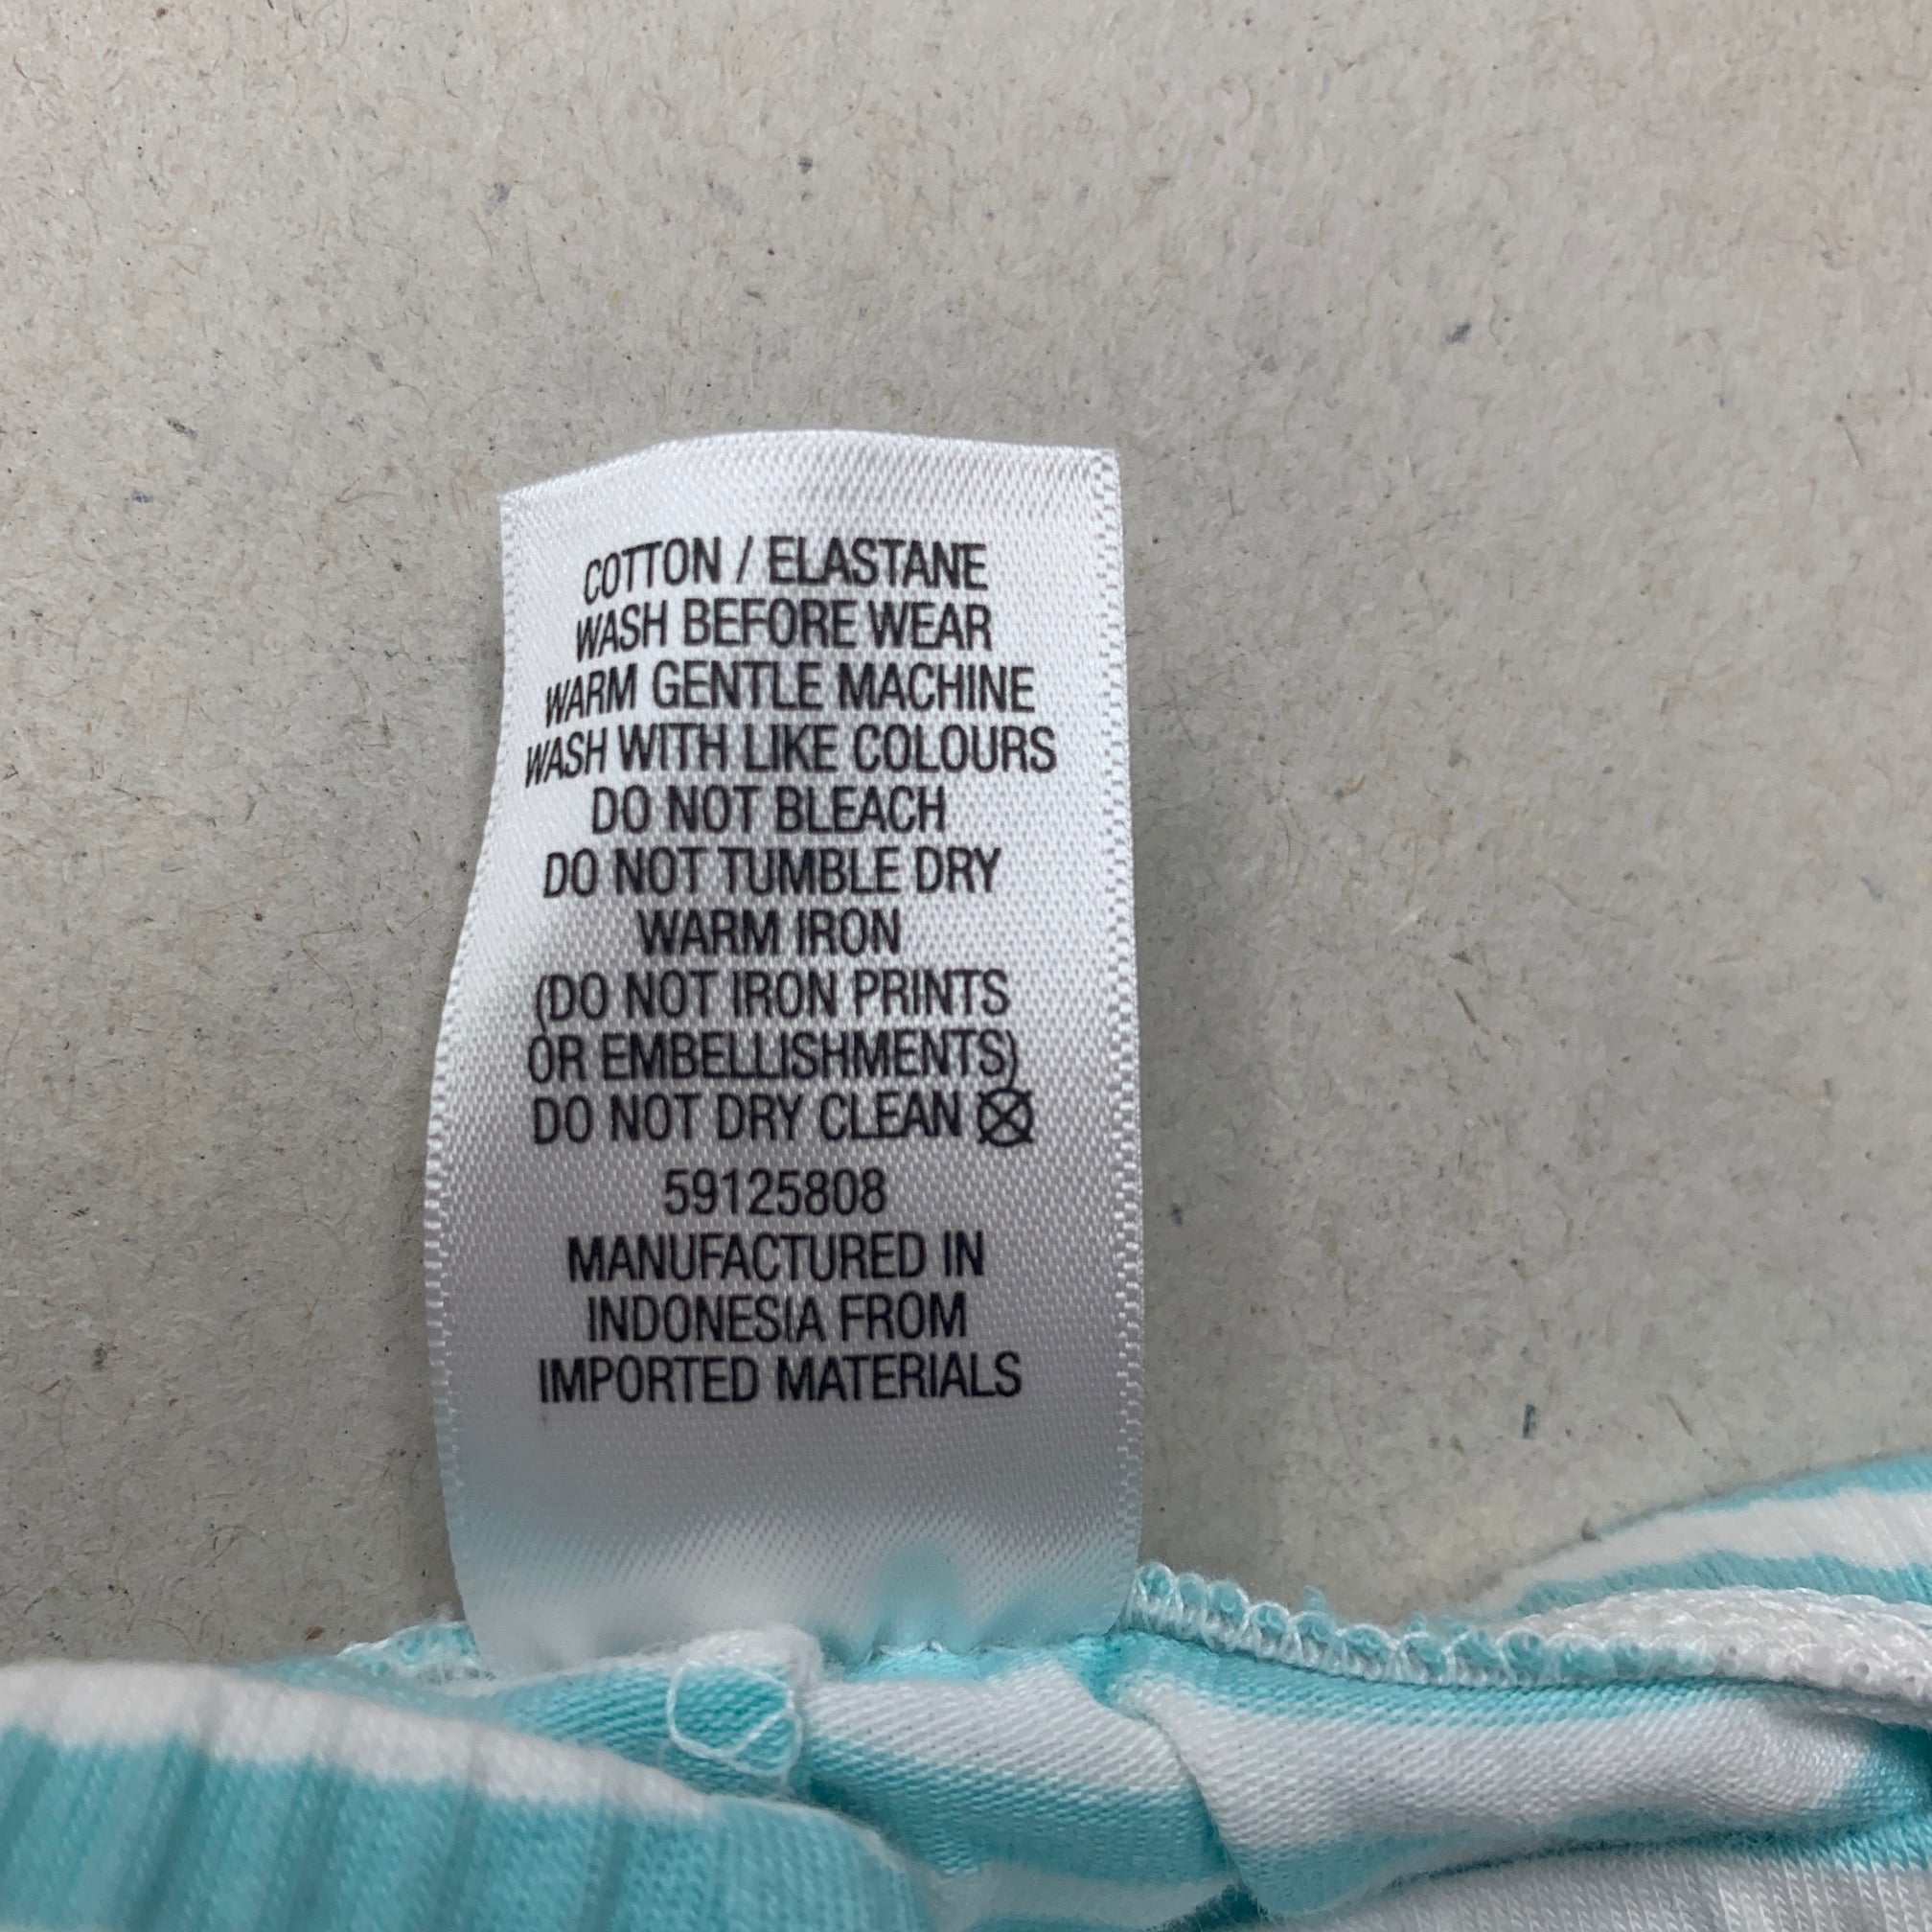 COTTON / ELASTANE
WASH BEFORE WEAR
WARM GENTLE MACHINE
WASH WITH LIKE COLOURS
DO NOT BLEACH
DO NOT TUMBLE DRY
WARM IRON
(DO NOT IRON PRINTS
OR EMBELLISHMENTS)
DO NOT DRY CLEAN
59125808
MANUFACTURED IN
INDONESIA FROM
IMPORTED MATERIALS